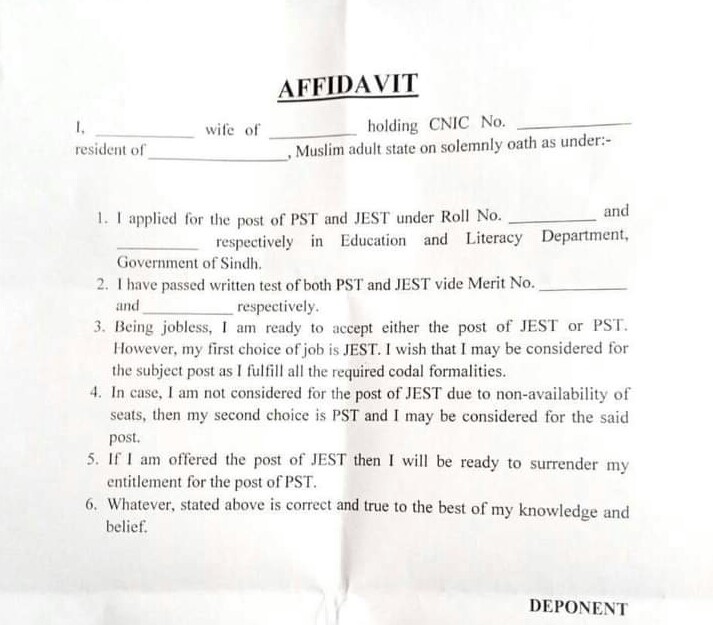 AFFIDAVIT
I, __________ wife of _________ holding CNIC No. ____________
resident of ______________, Muslim adult state on solemnly oath as under:-
1. I applied for the post of PST and JEST under Roll No. _________ and
_________ respectively in Education and Literacy Department,
Government of Sindh.
2. I have passed written test of both PST and JEST vide Merit No. _________
and _________ respectively.
3. Being jobless, I am ready to accept either the post of JEST or PST.
However, my first choice of job is JEST. I wish that I may be considered for
the subject post as I fulfill all the required codal formalities.
4. In case, I am not considered for the post of JEST due to non-availability of
seats, then my second choice is PST and I may be considered for the said
post.
5. If I am offered the post of JEST then I will be ready to surrender my
entitlement for the post of PST.
6. Whatever, stated above is correct and true to the best of my knowledge and
belief.
DEPONENT